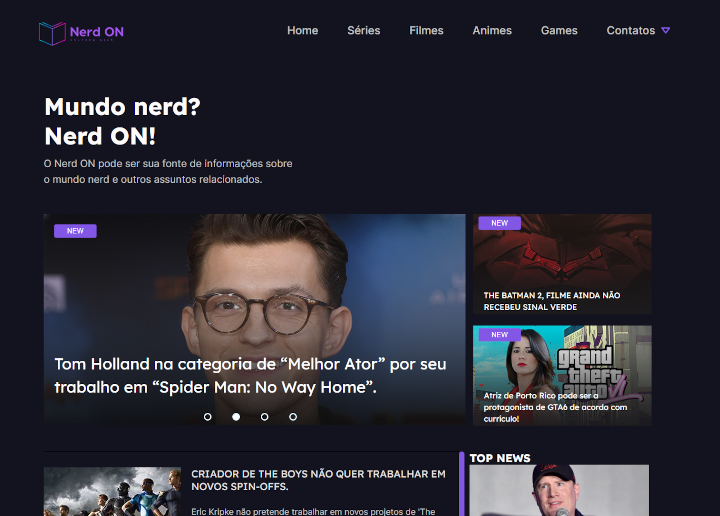 Nerd ON
Home
Séries
Filmes
Animes
Games
Contatos
Mundo nerd?
Nerd ON!
O Nerd ON pode ser sua fonte de informações sobre
o mundo nerd e outros assuntos relacionados.
NEW
Tom Holland na categoria de “Melhor Ator” por seu
trabalho em “Spider Man: No Way Home”.
NEW
THE BATMAN 2, FILME AINDA NÃO
RECEBEU SINAL VERDE
NEW
grand
theft
auto
VI
Atriz de Porto Rico pode ser a
protagonista de GTA6 de acordo com
currículo!
CRIADOR DE THE BOYS NÃO QUER TRABALHAR EM
NOVOS SPIN-OFFS.
Eric Kripke não pretende trabalhar em novos projetos de 'The
TOP NEWS